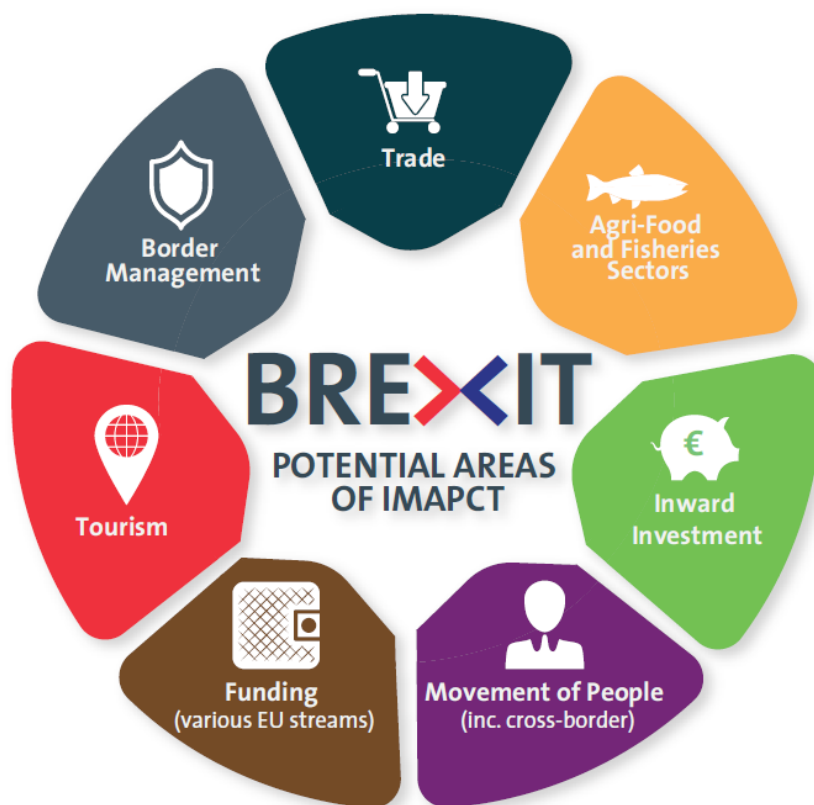 Trade
Agri-Food
and Fisheries
Sectors
€
Inward
Investment
Movement of People
(inc. cross-border)
Funding
(various EU streams)
Tourism
Border
Management
BREXIT
POTENTIAL AREAS
OF IMAPCT